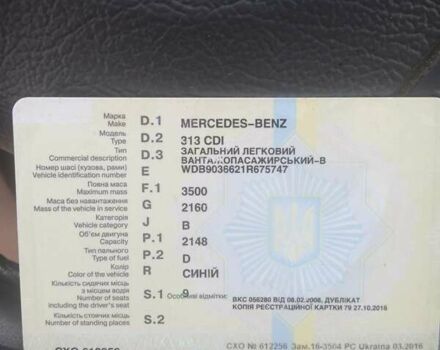 Марка D.1 MERCEDES-BENZ
Make
Модель D.2 313 CDI
Type
Тип D.3 ЗАГАЛЬНИЙ ЛЕГКОВИЙ
Commercial description ВАНТАЖОПАСАЖИРСЬКИЙ-В
Номер шасі (кузова, рами) E WDB9036621R675747
Vehicle identification number
Повна маса F.1 3500
Maximum mass
Маса без навантаження G 2160
Mass of the vehicle in service
Категорія J B
Vehicle category
Об'єм двигуна P.1 2148
Capacity
Тип пального P.2 D
Type of fuel
Колір R СИНІЙ
Color of the vehicle
Кількість сидячих місць
з місцем водія S.1 9
Number of seats Особливі відмітки:
including the driver's seat
ВКС 056280 ВІД 08.02.2008, ДУБЛІКАТ
КОПІЯ РЕЄСТРАЦІЙНОЇ КАРТКИ 79 27.10.2016
Кількість стоячих місць S.2
Number of standing places
CXO 612256 Зам.16-3504 PC Ukraina 03.2016